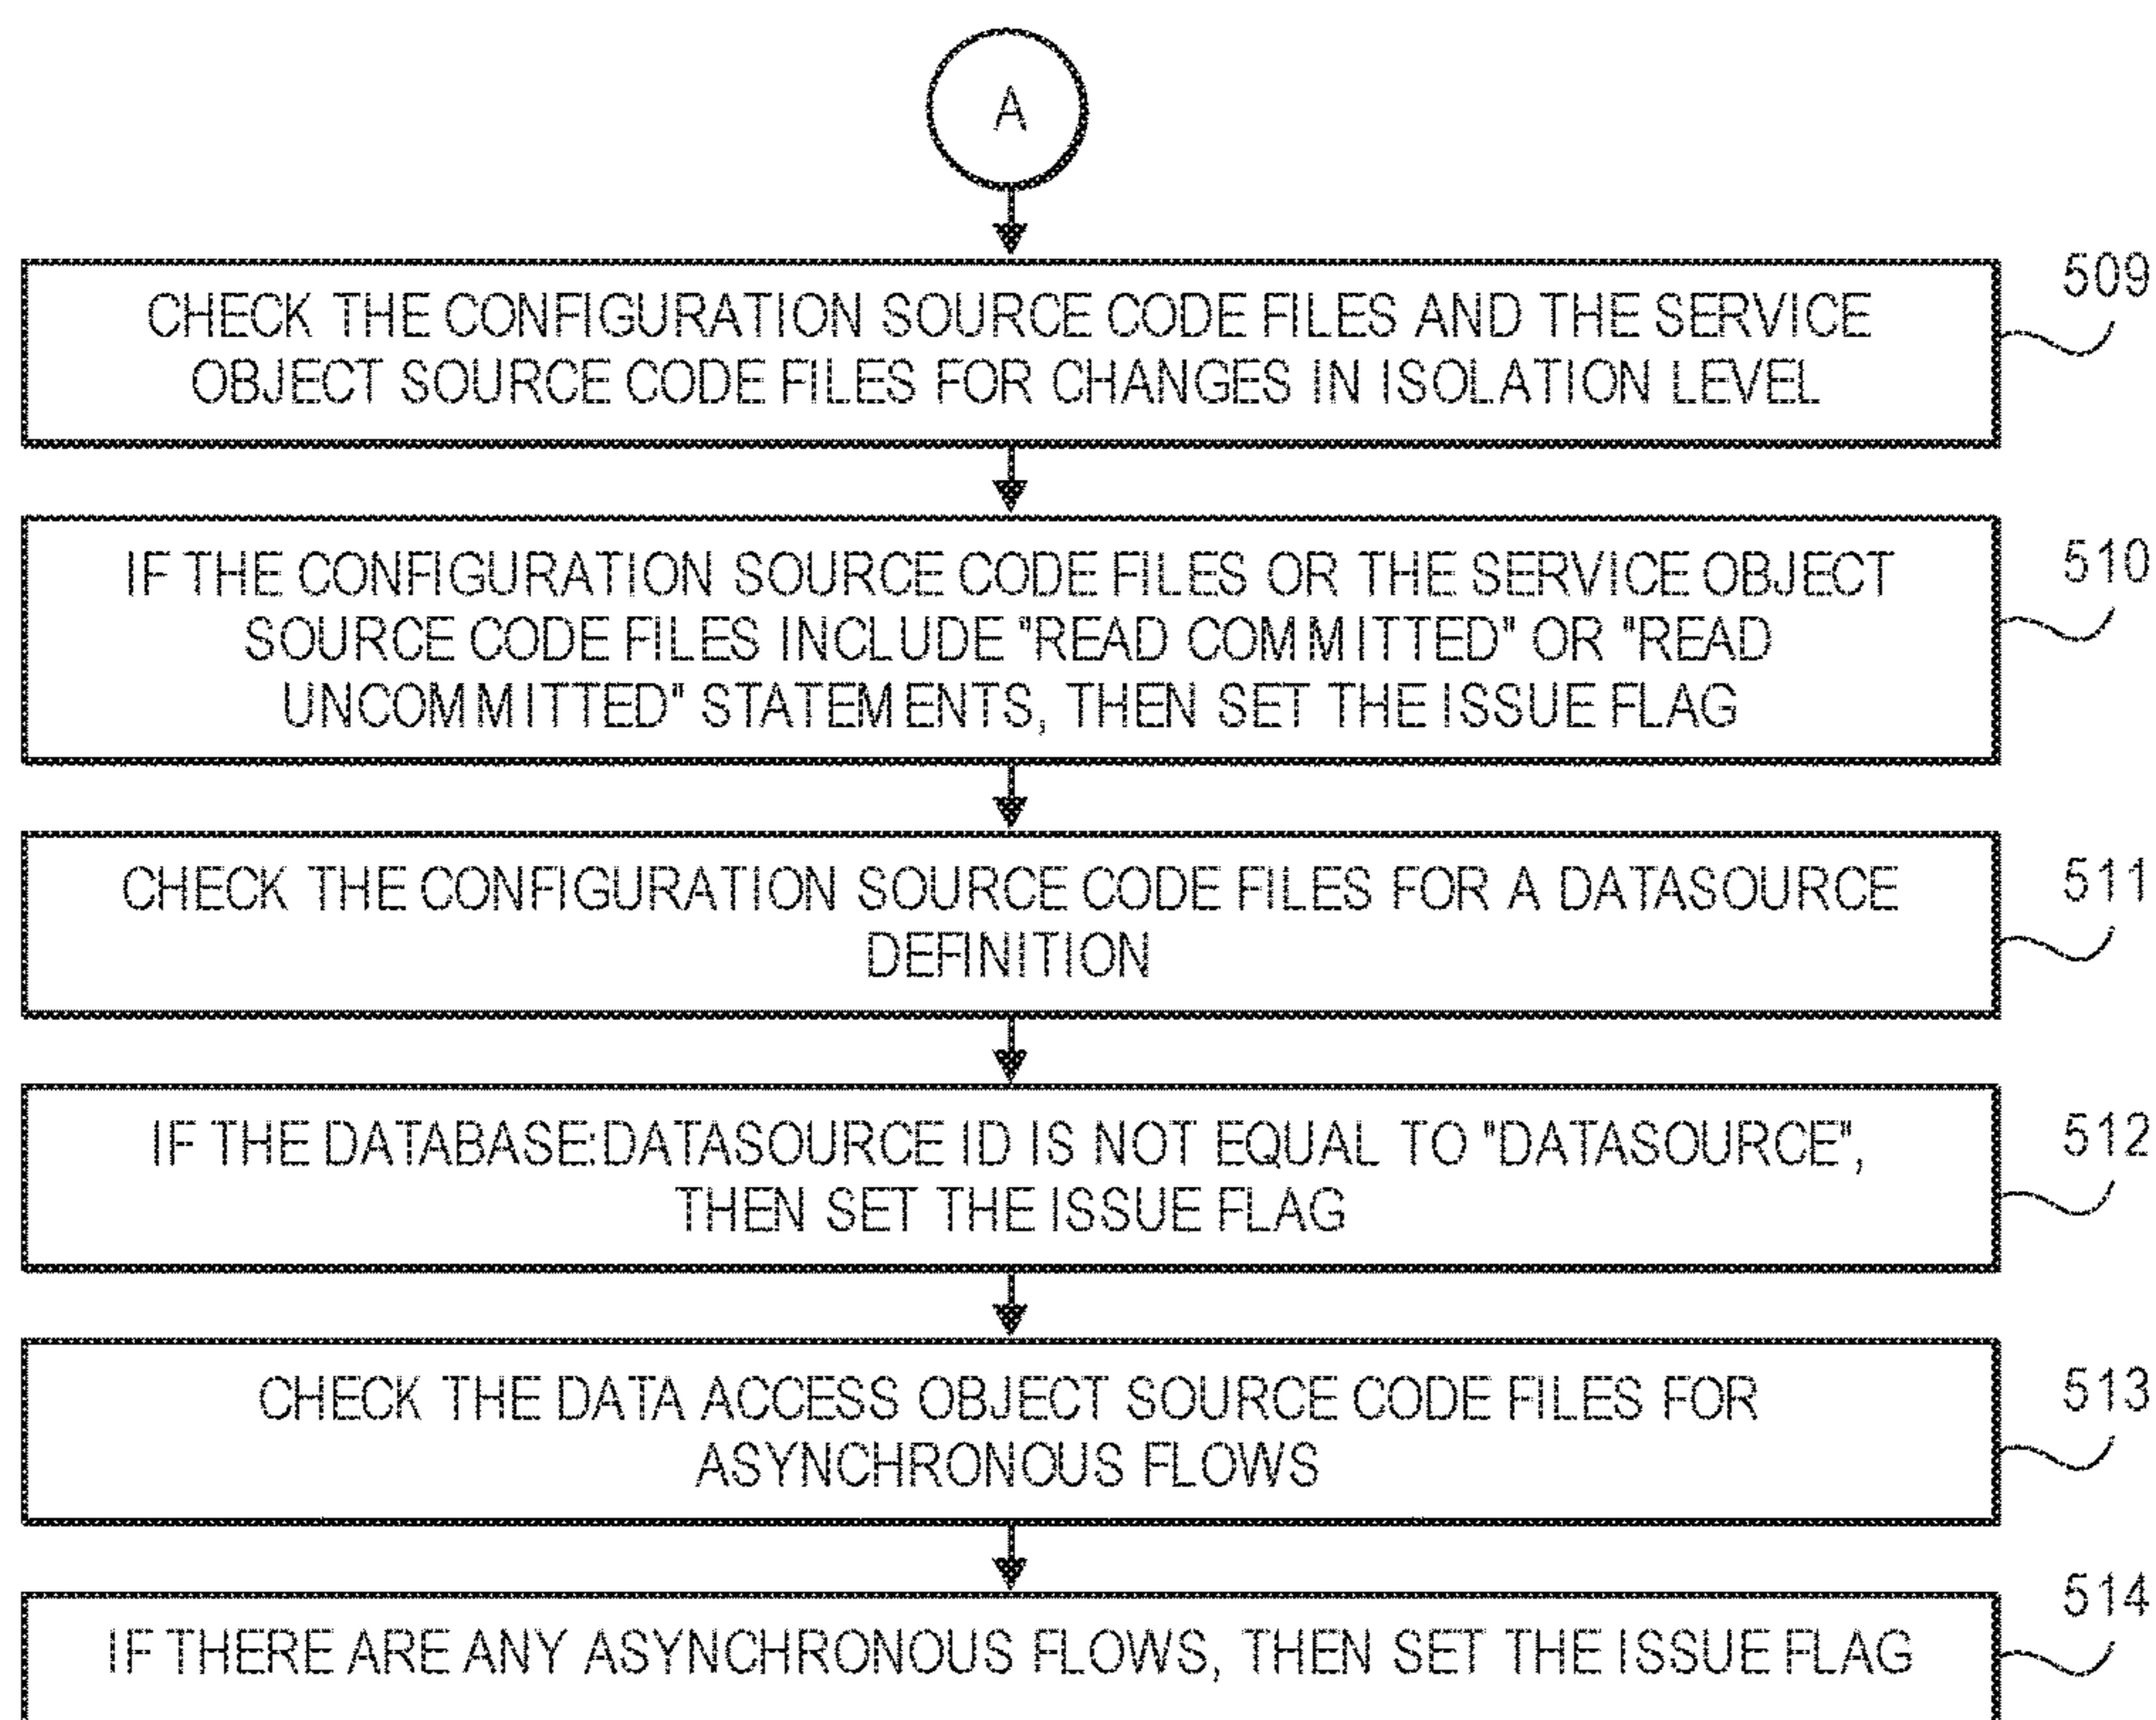 A
509
CHECK THE CONFIGURATION SOURCE CODE FILES AND THE SERVICE
OBJECT SOURCE CODE FILES FOR CHANGES IN ISOLATION LEVEL
510
IF THE CONFIGURATION SOURCE CODE FILES OR THE SERVICE OBJECT
SOURCE CODE FILES INCLUDE "READ COMMITTED" OR "READ
UNCOMMITTED" STATEMENTS, THEN SET THE ISSUE FLAG
511
CHECK THE CONFIGURATION SOURCE CODE FILES FOR A DATASOURCE
DEFINITION
512
IF THE DATABASE:DATASOURCE ID IS NOT EQUAL TO "DATASOURCE",
THEN SET THE ISSUE FLAG
513
CHECK THE DATA ACCESS OBJECT SOURCE CODE FILES FOR
ASYNCHRONOUS FLOWS
514
IF THERE ARE ANY ASYNCHRONOUS FLOWS, THEN SET THE ISSUE FLAG